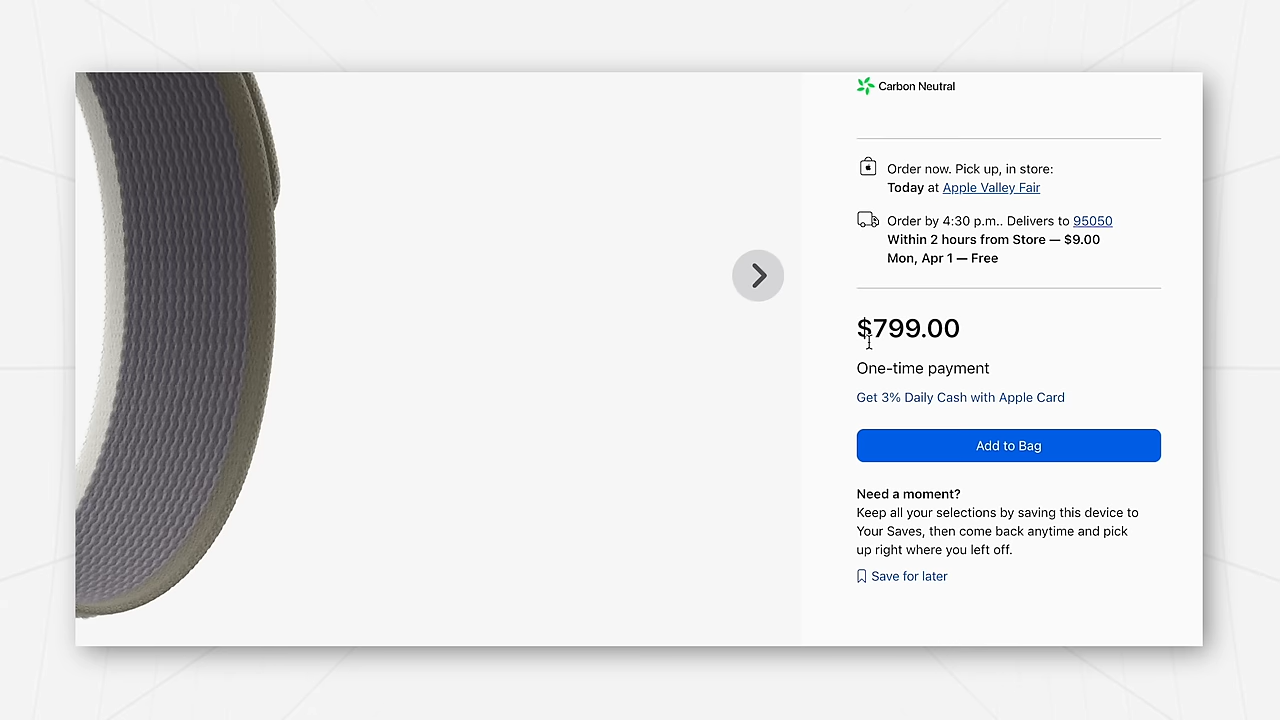 Carbon Neutral
Order now. Pick up, in store:
Today at Apple Valley Fair
Order by 4:30 p.m.. Delivers to 95050
Within 2 hours from Store — $9.00
Mon, Apr 1 — Free
$799.00
One-time payment
Get 3% Daily Cash with Apple Card
Add to Bag
Need a moment?
Keep all your selections by saving this device to
Your Saves, then come back anytime and pick
up right where you left off.
Save for later